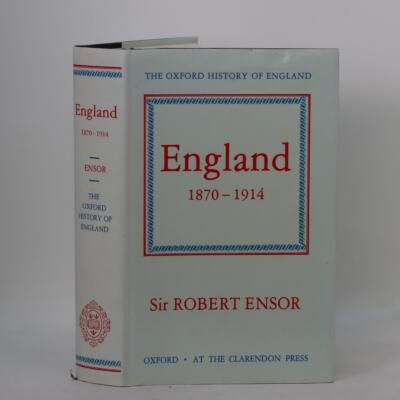 England
1870-1914
ENSOR
THE
OXFORD
HISTORY OF
ENGLAND
THE OXFORD HISTORY OF ENGLAND
England
1870-1914
Sir ROBERT ENSOR
OXFORD · AT THE CLARENDON PRESS